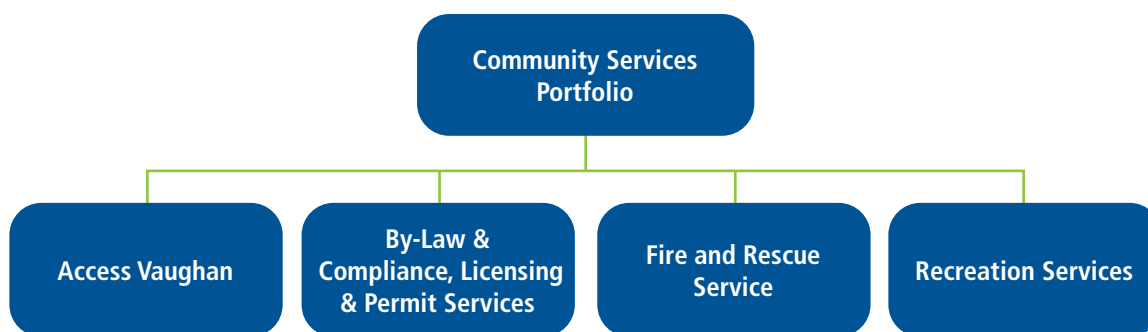 Community Services
Portfolio
Access Vaughan
By-Law &
Compliance, Licensing
& Permit Services
Fire and Rescue
Service
Recreation Services